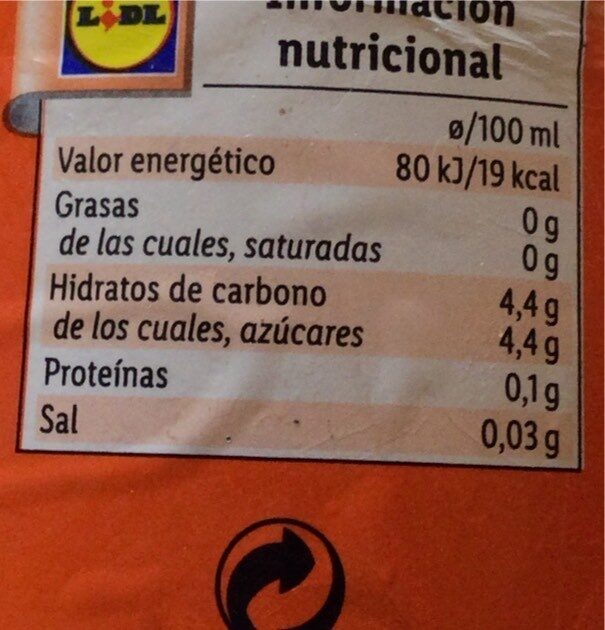 LIDL
Información
nutricional
ø/100 ml
Valor energético 80 kJ/19 kcal
Grasas 0 g
de las cuales, saturadas 0 g
Hidratos de carbono 4,4 g
de los cuales, azúcares 4,4 g
Proteínas 0,1 g
Sal 0,03 g